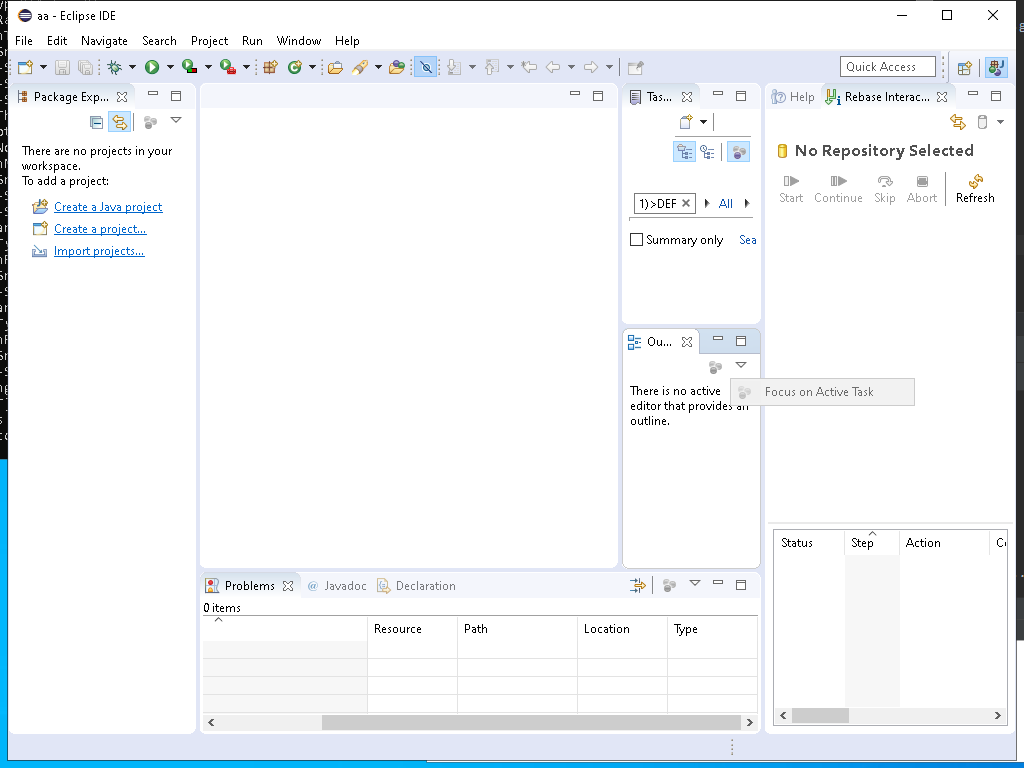 aa - Eclipse IDE
File Edit Navigate Search Project Run Window Help
Quick Access
Package Exp...
There are no projects in your
workspace.
To add a project:
Create a Java project
Create a project...
Import projects...
Tas...
1)>DEF
All
Summary only
Sea
Ou...
There is no active
editor that provides an
outline.
Focus on Active Task
Help
Rebase Interac...
No Repository Selected
Start Continue Skip Abort Refresh
Status Step Action
Problems
@ Javadoc
Declaration
0 items
Resource Path Location Type